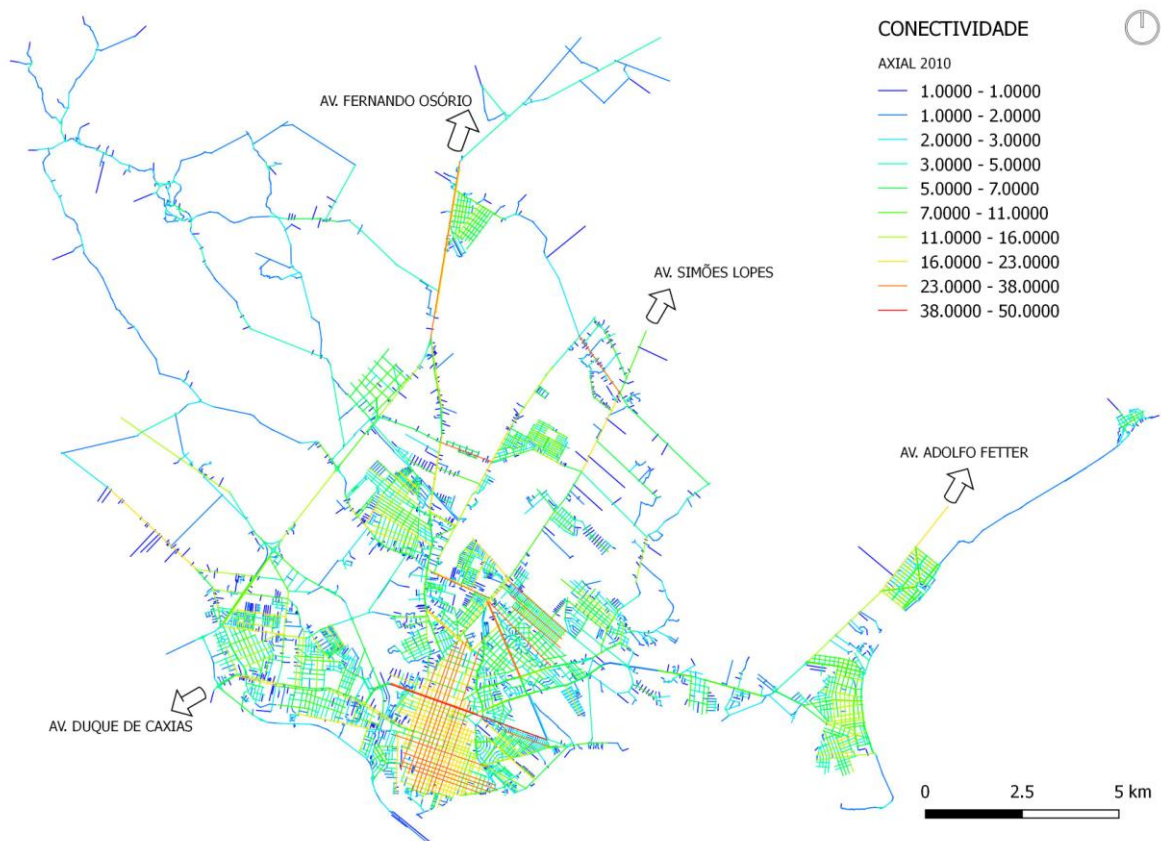 CONECTIVIDADE
AXIAL 2010
1.0000 - 1.0000
1.0000 - 2.0000
2.0000 - 3.0000
3.0000 - 5.0000
5.0000 - 7.0000
7.0000 - 11.0000
11.0000 - 16.0000
16.0000 - 23.0000
23.0000 - 38.0000
38.0000 - 50.0000
AV. FERNANDO OSÓRIO
AV. SIMÕES LOPES
AV. ADOLFO FETTER
AV. DUQUE DE CAXIAS
0 2.5 5 km